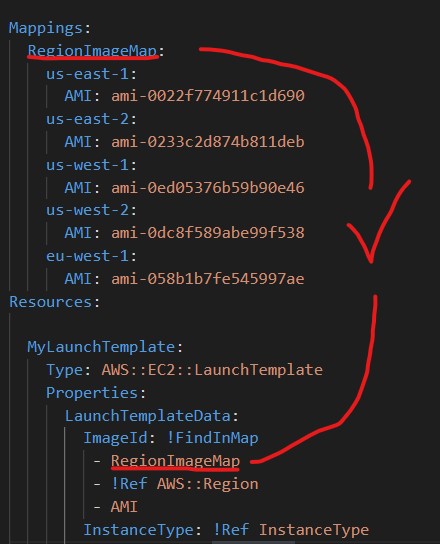 Mappings:
RegionImageMap:
us-east-1:
AMI: ami-0022f774911c1d690
us-east-2:
AMI: ami-0233c2d874b811deb
us-west-1:
AMI: ami-0ed05376b59b90e46
us-west-2:
AMI: ami-0dc8f589abe99f538
eu-west-1:
AMI: ami-058b1b7fe545997ae
Resources:
MyLaunchTemplate:
Type: AWS::EC2::LaunchTemplate
Properties:
LaunchTemplateData:
ImageId: !FindInMap
- RegionImageMap
- !Ref AWS::Region
- AMI
InstanceType: !Ref InstanceType